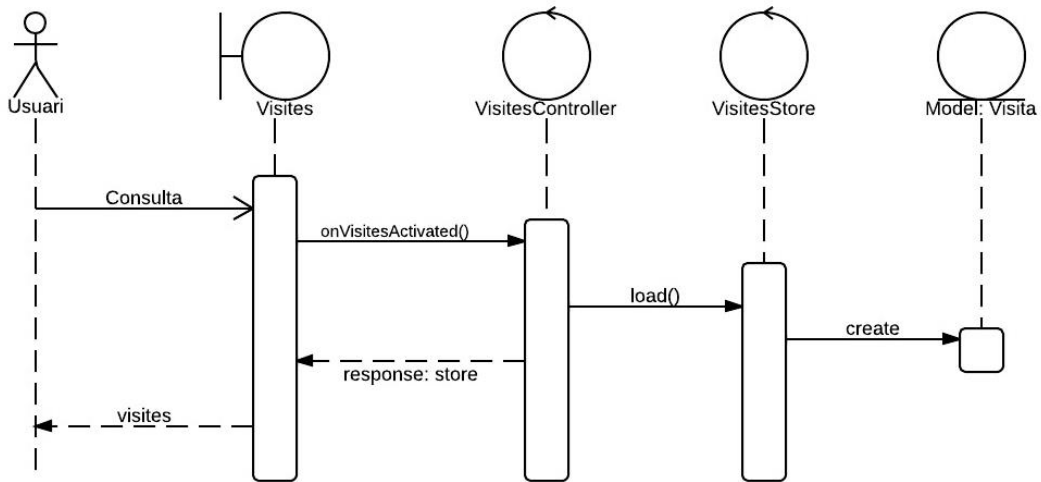 Usuari
Visites
VisitesController
VisitesStore
Model: Visita
Consulta
onVisitesActivated()
load()
create
response: store
visites